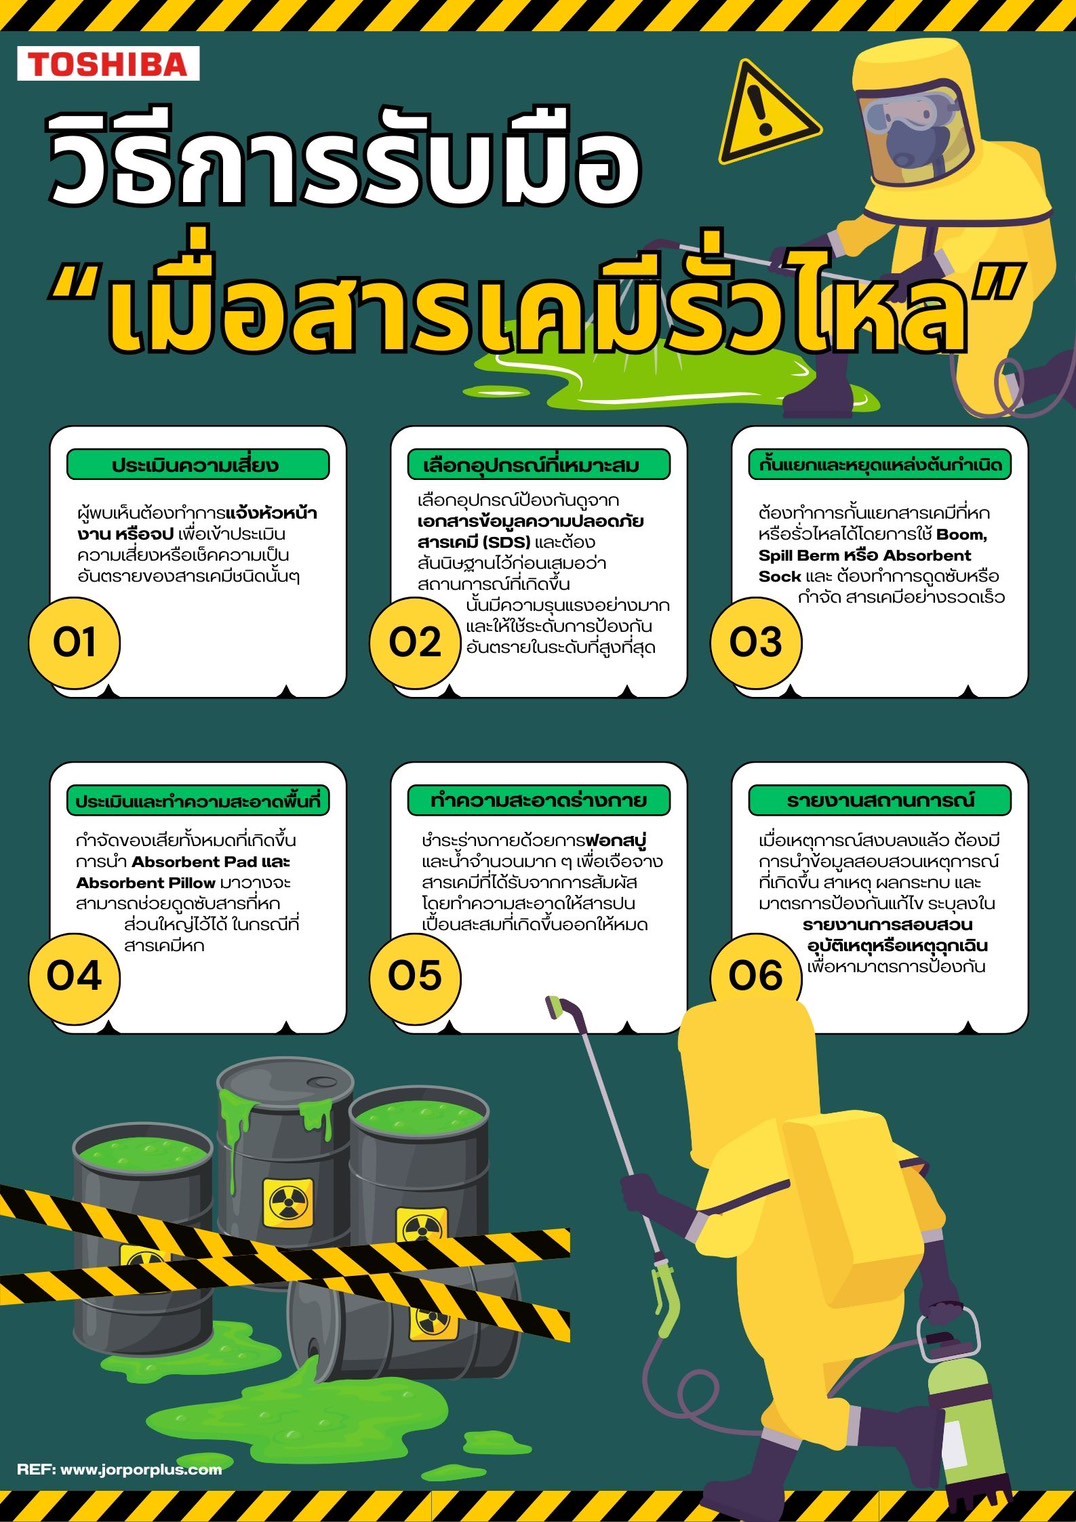 TOSHIBA
วิธีการรับมือ
“เมื่อสารเคมีรั่วไหล”
ประเมินความเสี่ยง
ผู้พบเห็นต้องทำการแจ้งหัวหน้า
งาน หรือจป เพื่อเข้าประเมิน
ความเสี่ยงหรือเช็คความเป็น
อันตรายของสารเคมีชนิดนั้นๆ
01
เลือกอุปกรณ์ที่เหมาะสม
เลือกอุปกรณ์ป้องกันดูจาก
เอกสารข้อมูลความปลอดภัย
สารเคมี (SDS) และต้อง
สันนิษฐานไว้ก่อนเสมอว่า
สถานการณ์ที่เกิดขึ้น
นั้นมีความรุนแรงอย่างมาก
และให้ใช้ระดับการป้องกัน
อันตรายในระดับที่สูงที่สุด
02
กั้นแยกและหยุดแหล่งต้นกำเนิด
ต้องทำการกั้นแยกสารเคมีที่หก
หรือรั่วไหลได้โดยการใช้ Boom,
Spill Berm หรือ Absorbent
Sock และ ต้องทำการดูดซับหรือ
กำจัด สารเคมีอย่างรวดเร็ว
03
ประเมินและทำความสะอาดพื้นที่
กำจัดของเสียทั้งหมดที่เกิดขึ้น
การนำ Absorbent Pad และ
Absorbent Pillow มาวางจะ
สามารถช่วยดูดซับสารที่หก
ส่วนใหญ่ไว้ได้ ในกรณีที่
สารเคมีหก
04
ทำความสะอาดร่างกาย
ชำระร่างกายด้วยการฟอกสบู่
และน้ำจำนวนมาก ๆ เพื่อเจือจาง
สารเคมีที่ได้รับจากการสัมผัส
โดยทำความสะอาดให้สารปน
เปื้อนสะสมที่เกิดขึ้นออกให้หมด
05
รายงานสถานการณ์
เมื่อเหตุการณ์สงบลงแล้ว ต้องมี
การนำข้อมูลสอบสวนเหตุการณ์
ที่เกิดขึ้น สาเหตุ ผลกระทบ และ
มาตรการป้องกันแก้ไข ระบุลงใน
รายงานการสอบสวน
อุบัติเหตุหรือเหตุฉุกเฉิน
เพื่อหามาตรการป้องกัน
06
REF: www.jorporplus.com